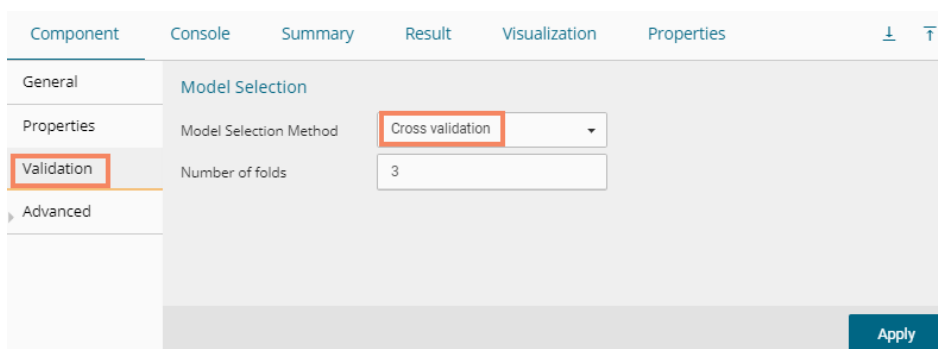 Component Console Summary Result Visualization Properties
General
Model Selection
Properties
Model Selection Method Cross validation
Validation
Number of folds 3
Advanced
Apply